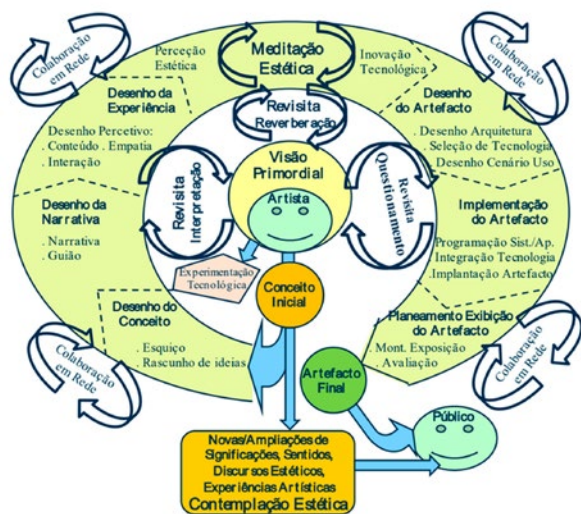 Colaboração
em Rede
Perceção
Estética
Meditação
Estética
Inovação
Tecnológica
Colaboração
em Rede
Desenho da
Experiência
Desenho Percetivo:
. Conteúdo . Empatia
. Interação
Revisita
Reverberação
Desenho
do Artefacto
. Desenho Arquitetura
. Seleção de Tecnologia
. Desenho Cenário Uso
Visão
Primordial
Artista
Revisita
Interpretação
Revisita
Questionamento
Desenho da
Narrativa
. Narrativa
. Guião
Implementação
do Artefacto
.Programação Sist./Ap.
. Integração Tecnologia
.Implantação Artefacto
Experimentação
Tecnológica
Conceito
Inicial
Desenho do
Conceito
. Esquiço
. Rascunho de ideias
Planeamento Exibição
do Artefacto
. Mont. Exposição
. Avaliação
Colaboração
em Rede
Colaboração
em Rede
Artefacto
Final
Público
Novas/Ampliações de
Significações, Sentidos,
Discursos Estéticos,
Experiências Artísticas
Contemplação Estética